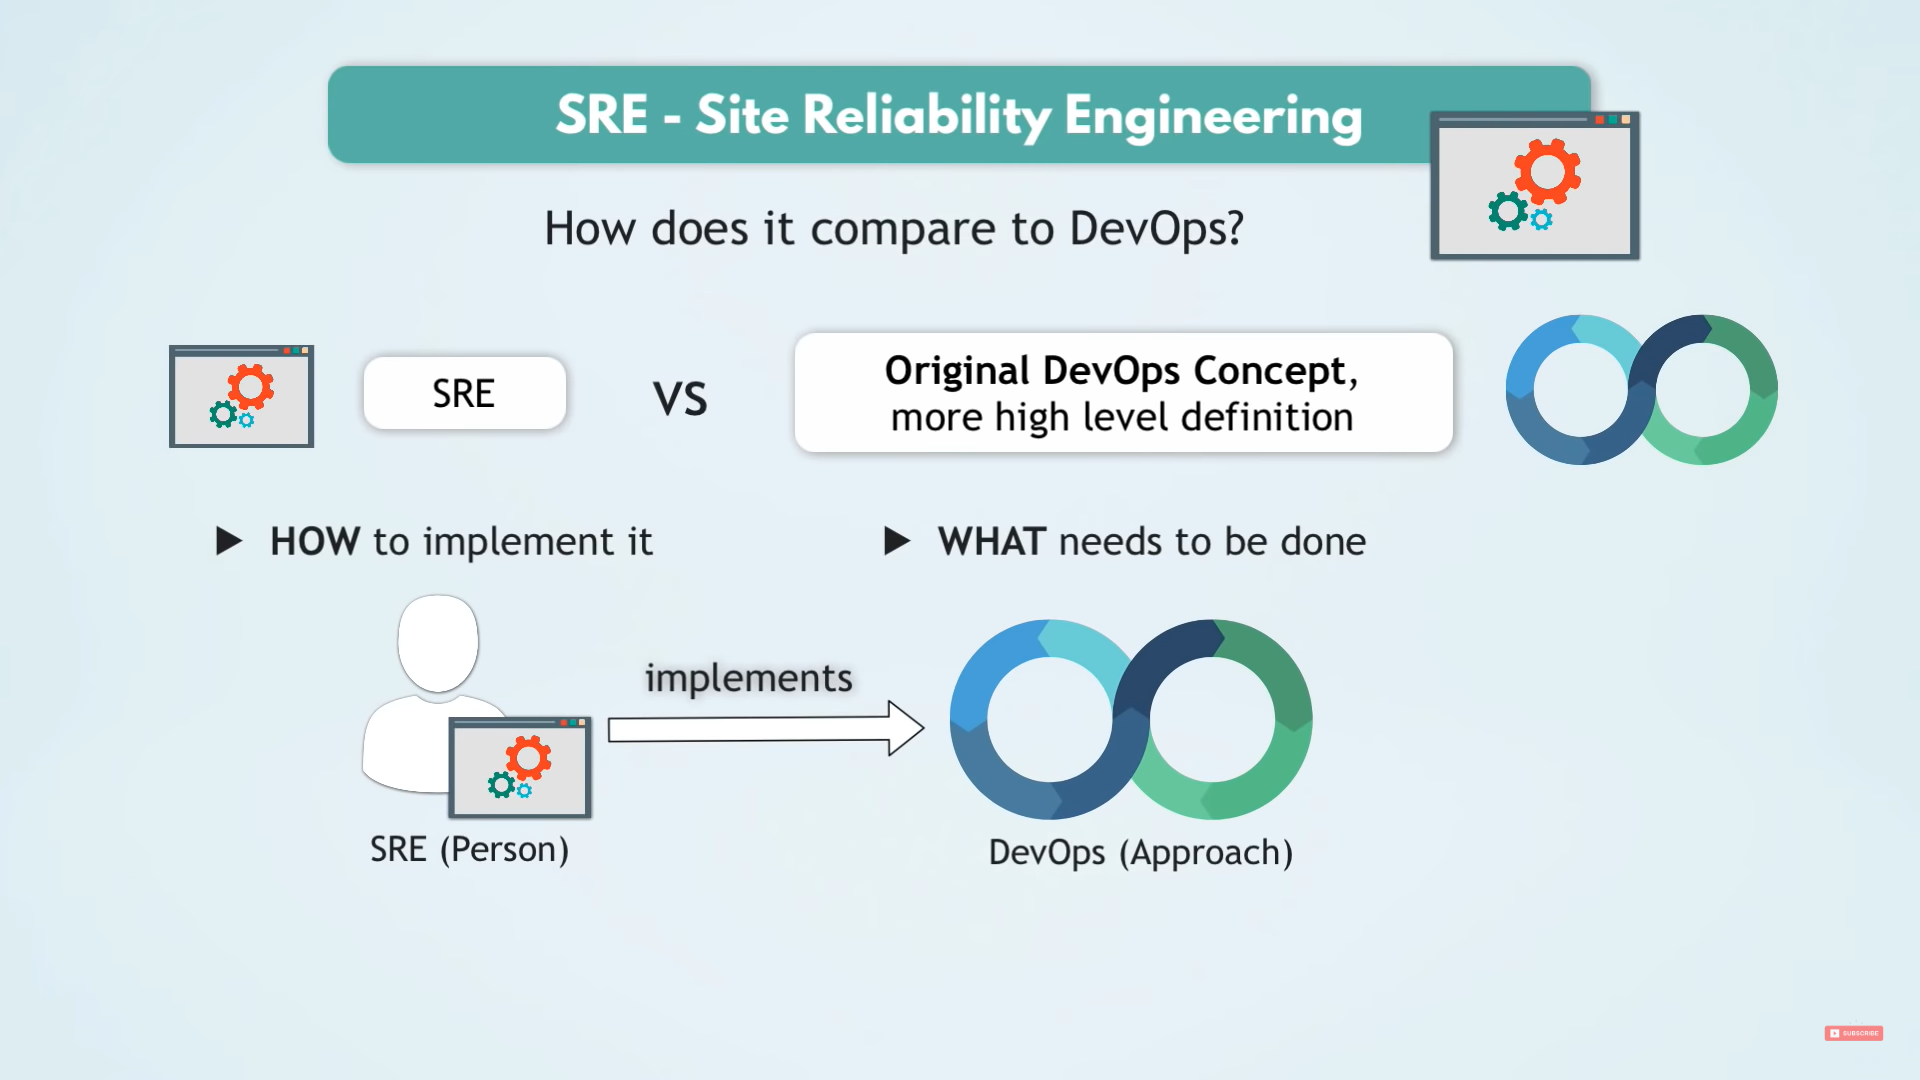 SRE - Site Reliability Engineering
How does it compare to DevOps?
SRE
VS
Original DevOps Concept,
more high level definition
▶ HOW to implement it
▶ WHAT needs to be done
implements
SRE (Person)
DevOps (Approach)
SUBSCRIBE